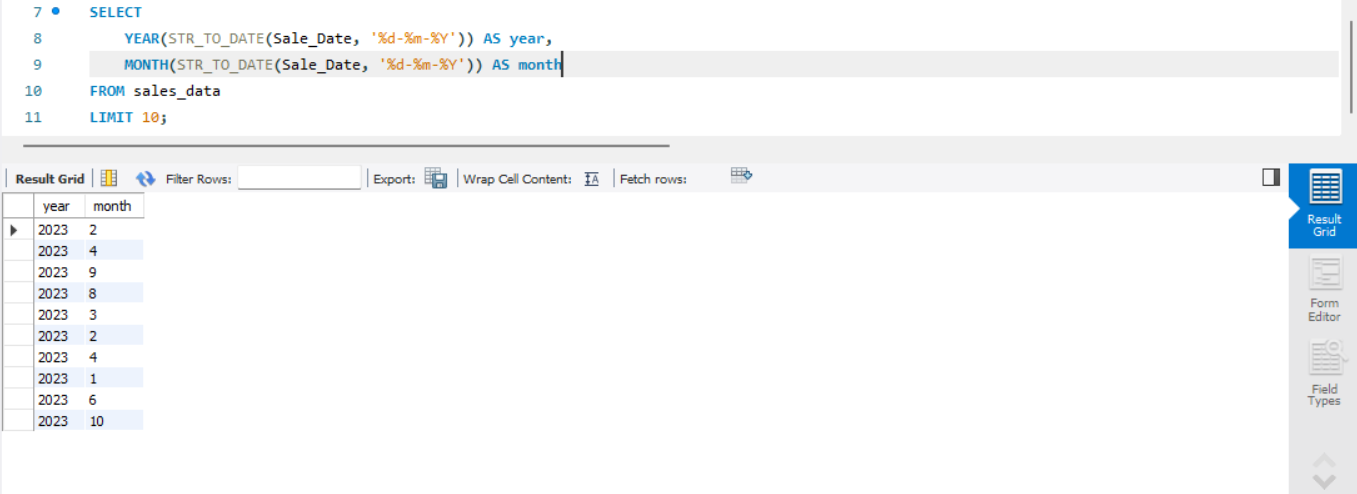 7 SELECT
8 YEAR(STR_TO_DATE(Sale_Date, '%d-%m-%Y')) AS year,
9 MONTH(STR_TO_DATE(Sale_Date, '%d-%m-%Y')) AS month
10 FROM sales_data
11 LIMIT 10;
Result Grid Filter Rows: Export: Wrap Cell Content: IA Fetch rows:
year month
2023 2
2023 4
2023 9
2023 8
2023 3
2023 2
2023 4
2023 1
2023 6
2023 10
Result
Grid
Form
Editor
Field
Types